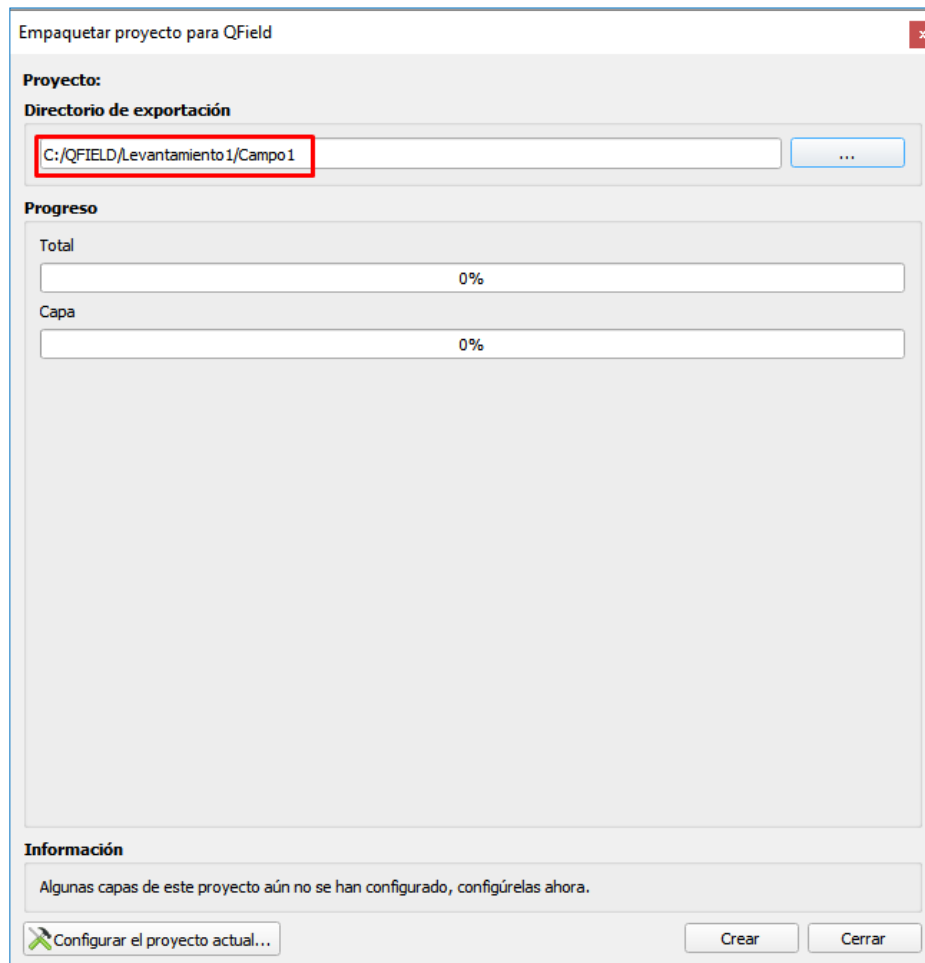 Empaquetar proyecto para QField
x
Proyecto:
Directorio de exportación
C:/QFIELD/Levantamiento1/Campo1
...
Progreso
Total
0%
Capa
0%
Información
Algunas capas de este proyecto aún no se han configurado, configúrelas ahora.
Configurar el proyecto actual... Crear Cerrar